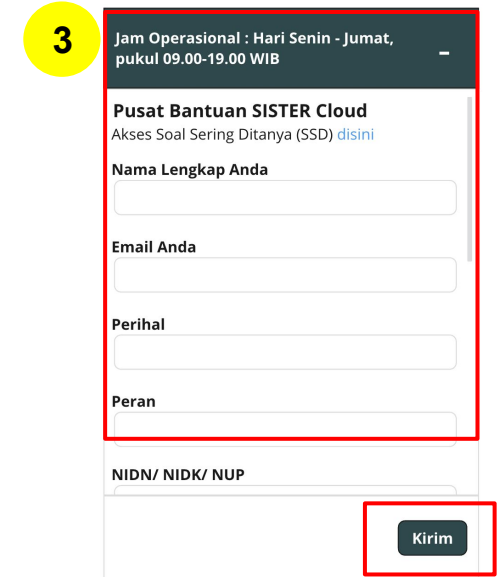 3
Jam Operasional : Hari Senin - Jumat,
pukul 09.00-19.00 WIB
Pusat Bantuan SISTER Cloud
Akses Soal Sering Ditanya (SSD) disini
Nama Lengkap Anda
Email Anda
Perihal
Peran
NIDN/ NIDK/ NUP
Kirim